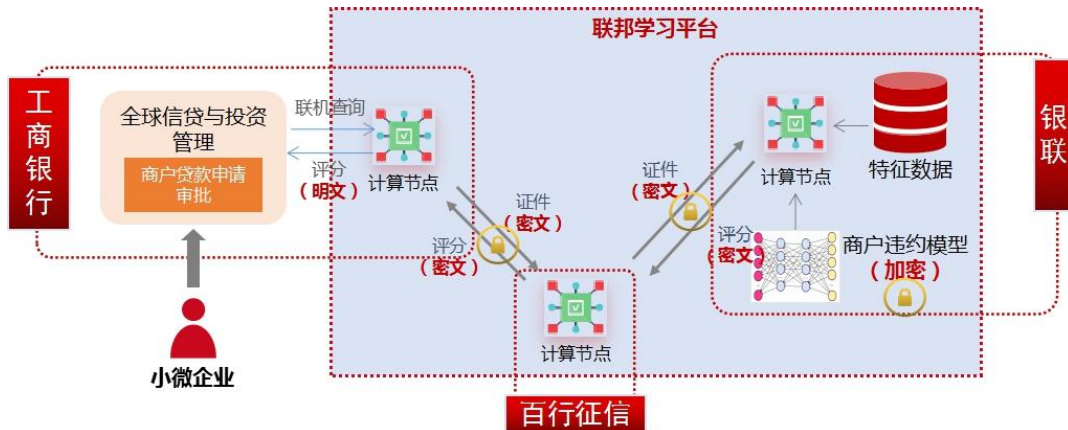 联邦学习平台
工商银行
全球信贷与投资
管理
商户贷款申请
审批
联机查询
评分
（明文）
计算节点
证件
（密文）
评分
（密文）
计算节点
证件
（密文）
评分
（密文）
计算节点
特征数据
商户违约模型
（加密）
银联
小微企业
百行征信